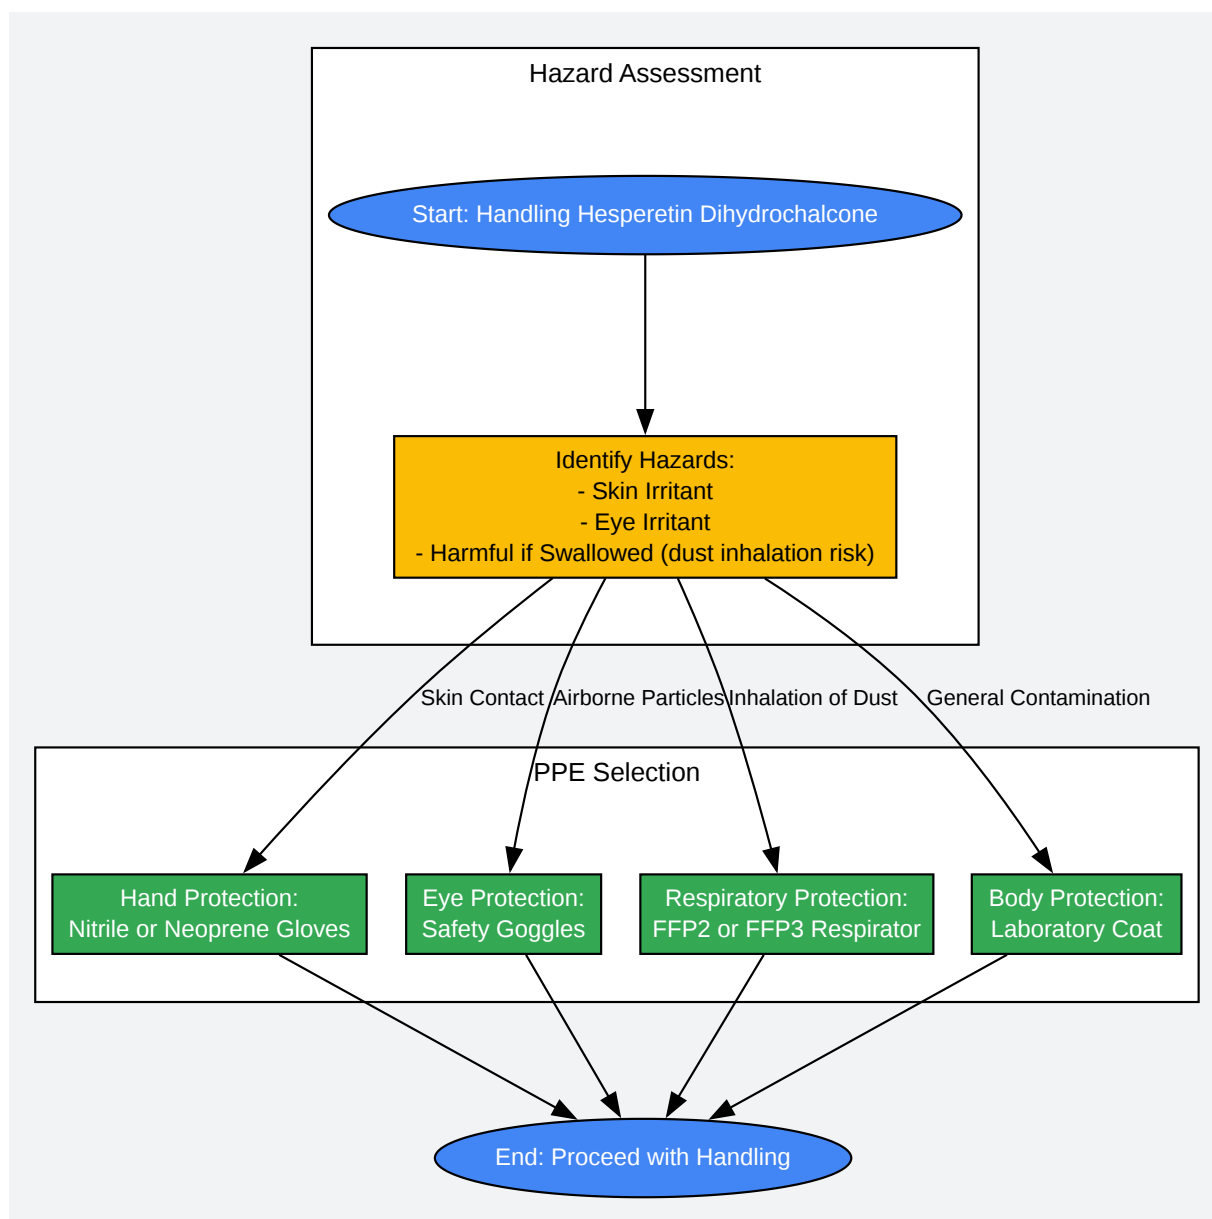 Hazard Assessment
Start: Handling Hesperetin Dihydrochalcone
Identify Hazards:
- Skin Irritant
- Eye Irritant
- Harmful if Swallowed (dust inhalation risk)
Skin Contact
Airborne Particles
Inhalation of Dust
General Contamination
PPE Selection
Hand Protection:
Nitrile or Neoprene Gloves
Eye Protection:
Safety Goggles
Respiratory Protection:
FFP2 or FFP3 Respirator
Body Protection:
Laboratory Coat
End: Proceed with Handling